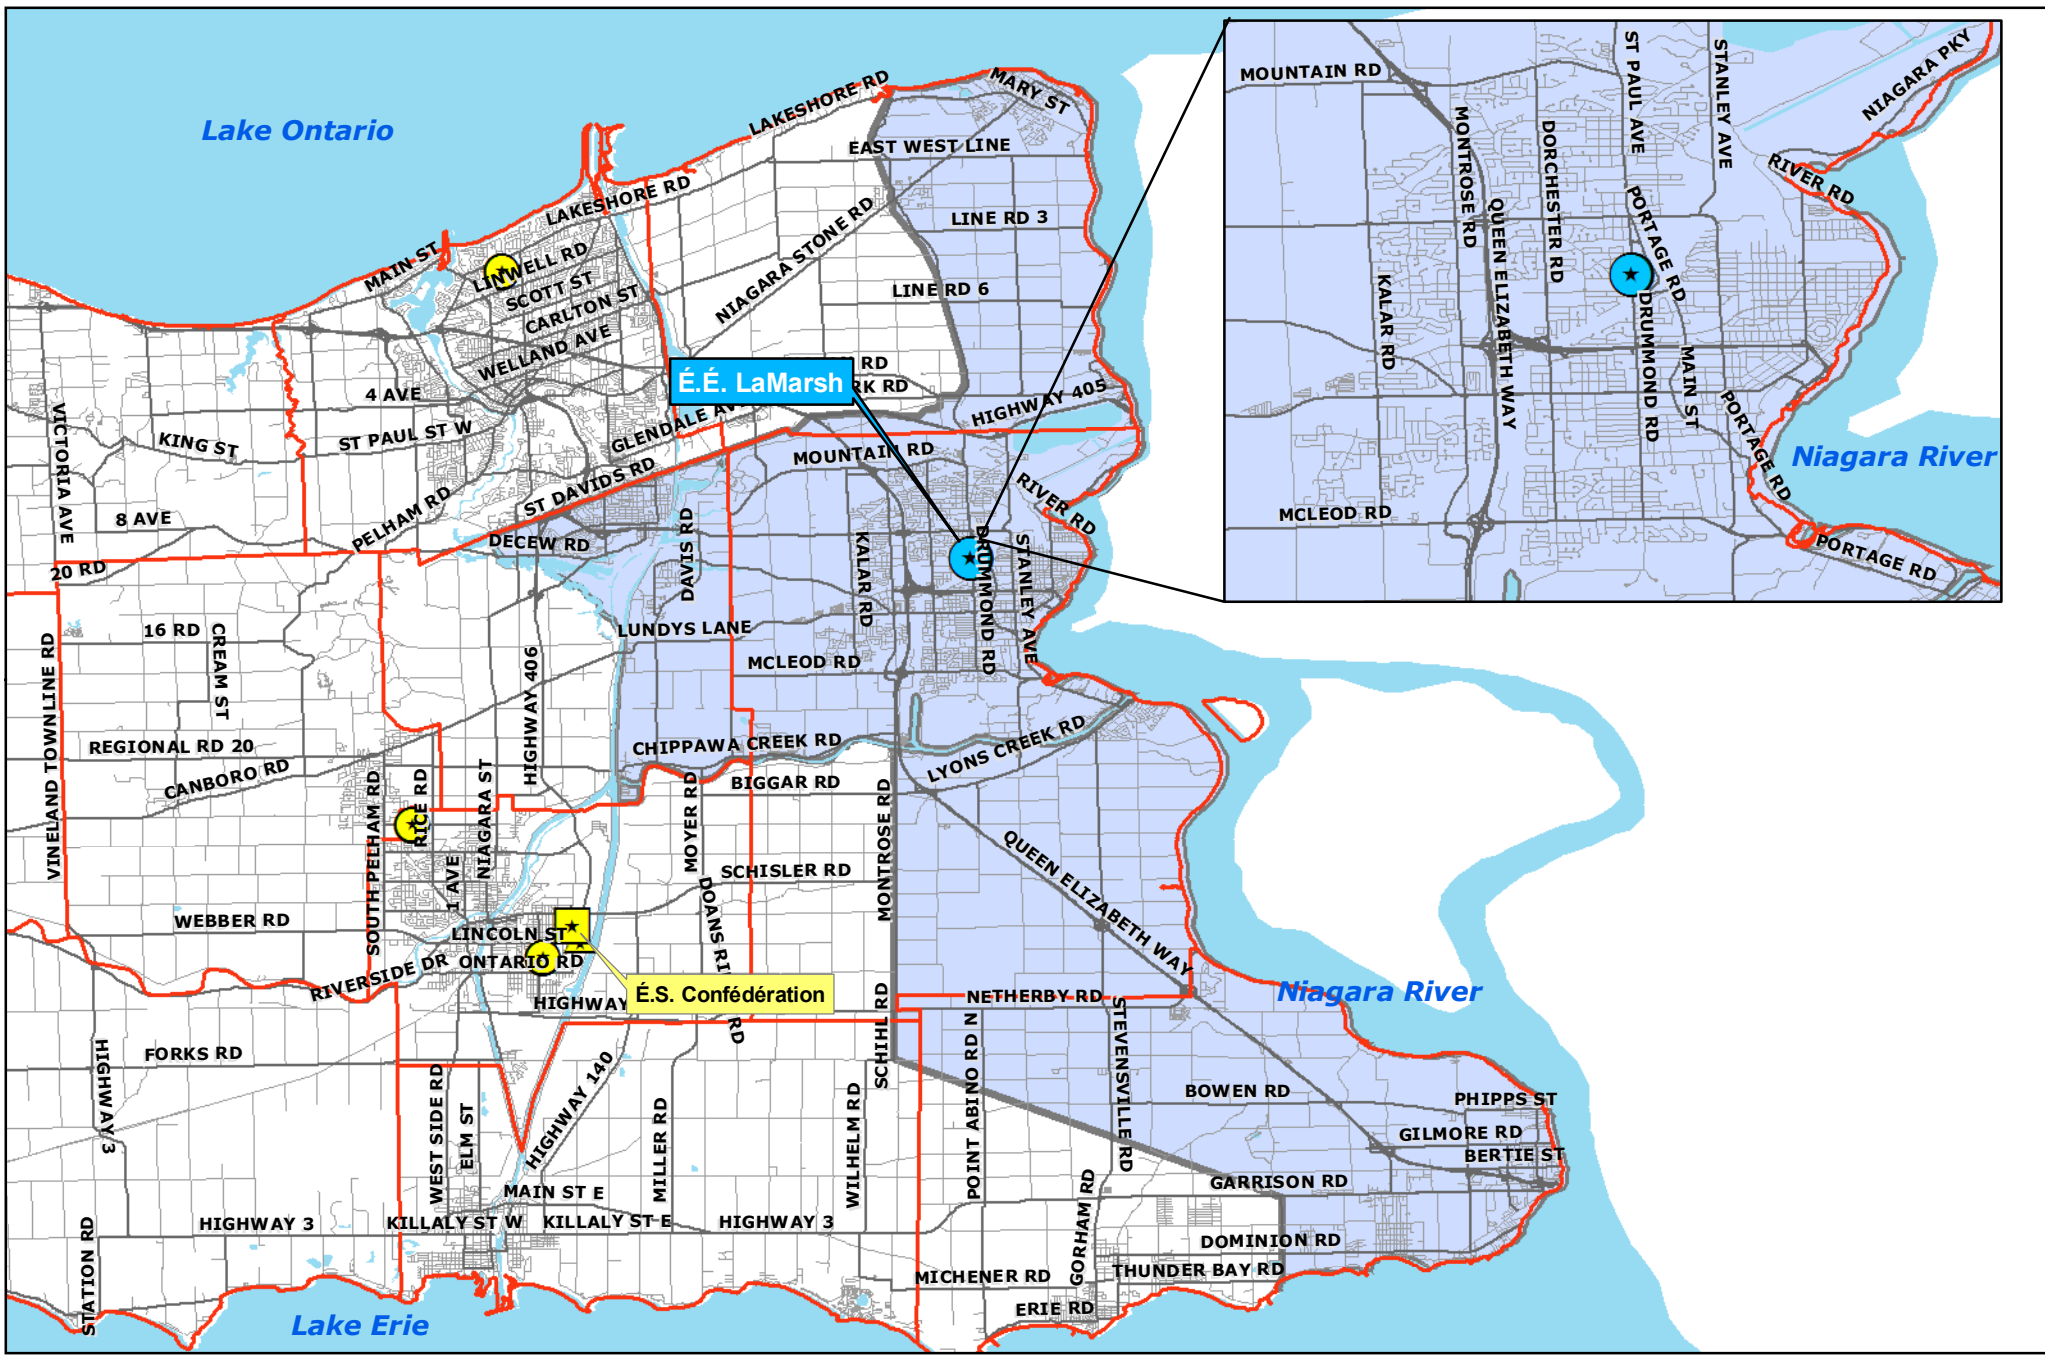 Lake Ontario
LAKESHORE RD
MARY ST
EAST WEST LINE
LAKESHORE RD
LINE RD 3
NIAGARA STONE RD
MAIN ST
LINWELL RD
SCOTT ST
CARLTON ST
WELLAND AVE
LINE RD 6
RD
RK RD
É.É. LaMarsh
HIGHWAY 405
4 AVE
VICTORIA AVE
KING ST
ST PAUL ST W
GLENDALE AV
MOUNTAIN RD
ST DAVIDS RD
PELHAM RD
8 AVE
RIVER RD
DECEW RD
DAVIS RD
KALAR RD
DRUMMOND RD
STANLEY AVE
20 RD
16 RD
CREAM ST
LUNDYS LANE
MCLEOD RD
HIGHWAY 406
VINELAND TOWNLINE RD
REGIONAL RD 20
CANBORO RD
CHIPPAWA CREEK RD
LYONS CREEK RD
BIGGAR RD
SOUTH PELHAM RD
RICE RD
NIAGARA ST
1 AVE
MOYER RD
MONTROSE RD
QUEEN ELIZABETH WAY
SCHISLER RD
DOANS RI
RD
WEBBER RD
LINCOLN ST
ONTARIO RD
RIVERSIDE DR
HIGHWAY
É.S. Confédération
NETHERBY RD
Niagara River
SCHIHL RD
POINT ABINO RD N
STEVENSVILLE RD
FORKS RD
HIGHWAY 3
HIGHWAY 140
WEST SIDE RD
ELM ST
MILLER RD
WILHELM RD
BOWEN RD
PHIPPS ST
GILMORE RD
BERTIE ST
GARRISON RD
MAIN ST E
HIGHWAY 3
KILLALY ST W
KILLALY ST E
HIGHWAY 3
STATION RD
GORHAM RD
DOMINION RD
MICHENER RD
THUNDER BAY RD
ERIE RD
Lake Erie
MOUNTAIN RD
ST PAUL AVE
STANLEY AVE
NIAGARA PKY
MONTROSE RD
DORCHESTER RD
RIVER RD
PORTAGE RD
QUEEN ELIZABETH WAY
KALAR RD
DRUMMOND RD
MAIN ST
PORTAGE RD
Niagara River
MCLEOD RD
PORTAGE RD